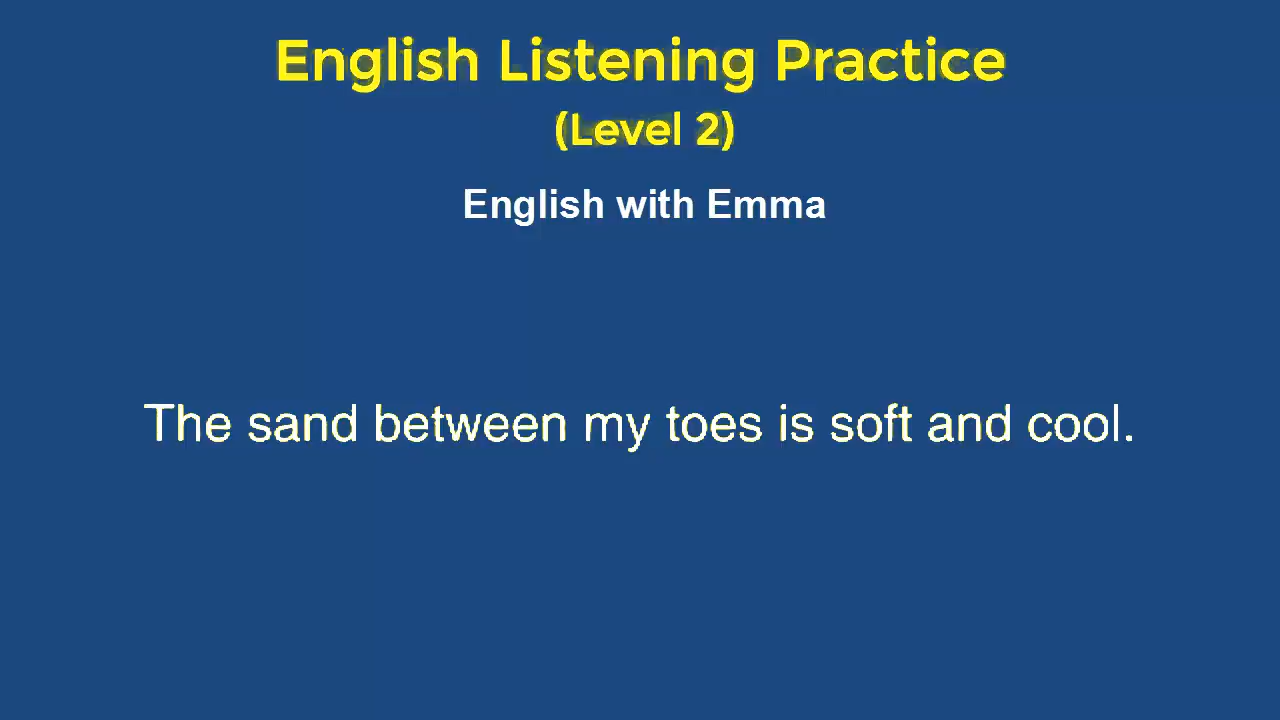 English Listening Practice
(Level 2)
English with Emma
The sand between my toes is soft and cool.